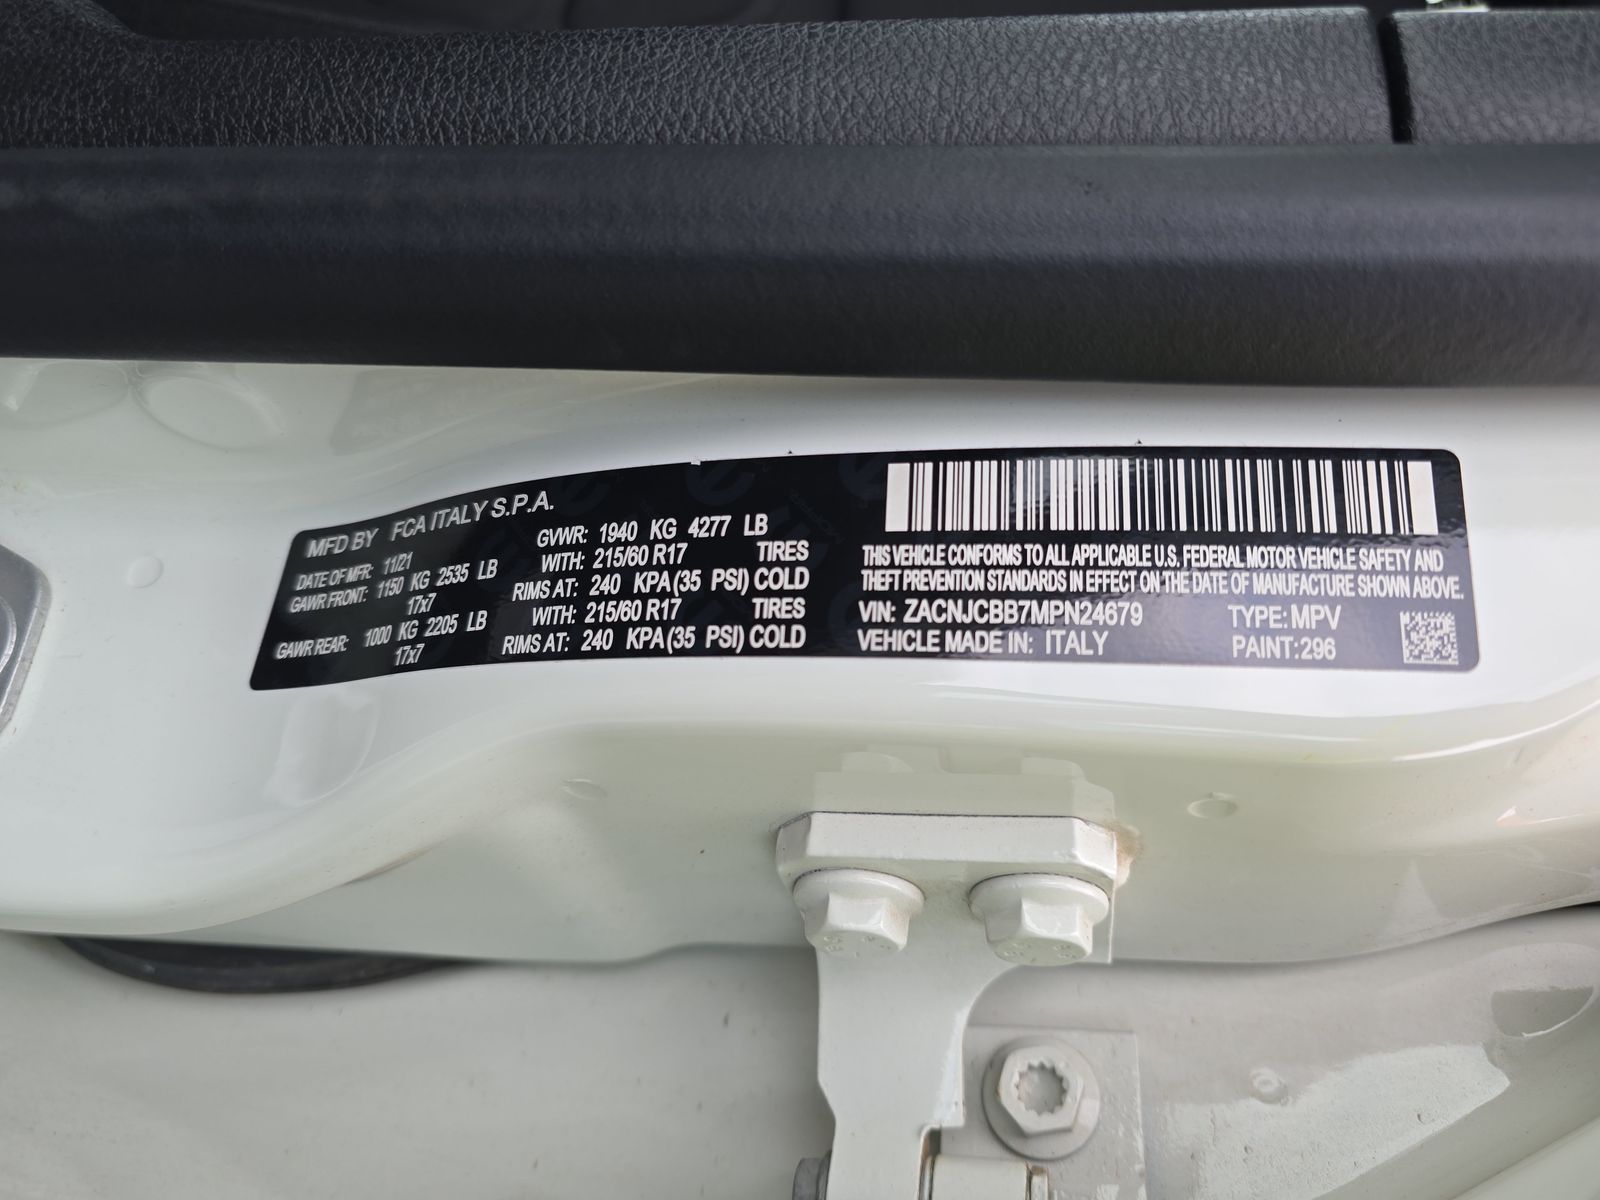 MFD BY FCA ITALY S.P.A.
DATE OF MFR: 11/21 GVWR: 1940 KG 4277 LB
GAWR FRONT: 1150 KG 2535 LB WITH: 215/60 R17 TIRES
17x7 RIMS AT: 240 KPA(35 PSI) COLD
GAWR REAR: 1000 KG 2205 LB WITH: 215/60 R17 TIRES
17x7 RIMS AT: 240 KPA(35 PSI) COLD
THIS VEHICLE CONFORMS TO ALL APPLICABLE U.S. FEDERAL MOTOR VEHICLE SAFETY AND
THEFT PREVENTION STANDARDS IN EFFECT ON THE DATE OF MANUFACTURE SHOWN ABOVE.
VIN: ZACNJCBB7MPN24679 TYPE: MPV
VEHICLE MADE IN: ITALY PAINT:296